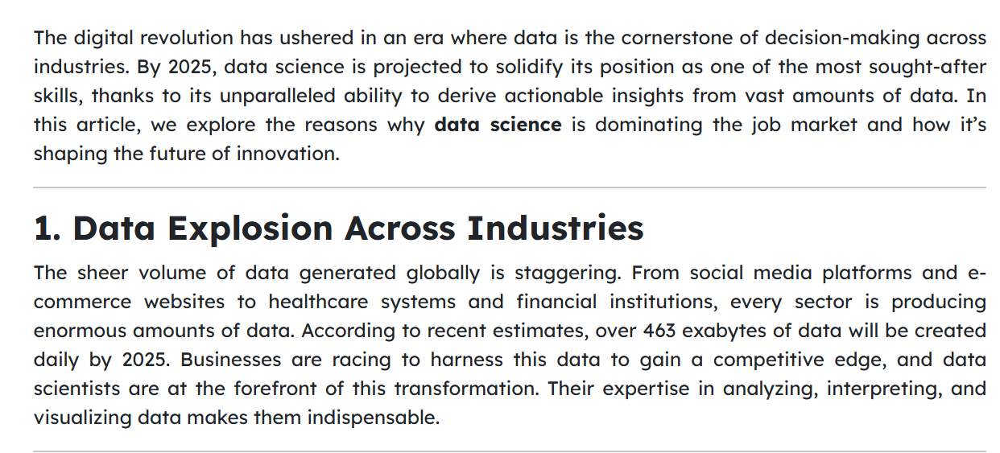 The digital revolution has ushered in an era where data is the cornerstone of decision-making across
industries. By 2025, data science is projected to solidify its position as one of the most sought-after
skills, thanks to its unparalleled ability to derive actionable insights from vast amounts of data. In
this article, we explore the reasons why data science is dominating the job market and how it’s
shaping the future of innovation.
1. Data Explosion Across Industries
The sheer volume of data generated globally is staggering. From social media platforms and e-
commerce websites to healthcare systems and financial institutions, every sector is producing
enormous amounts of data. According to recent estimates, over 463 exabytes of data will be created
daily by 2025. Businesses are racing to harness this data to gain a competitive edge, and data
scientists are at the forefront of this transformation. Their expertise in analyzing, interpreting, and
visualizing data makes them indispensable.